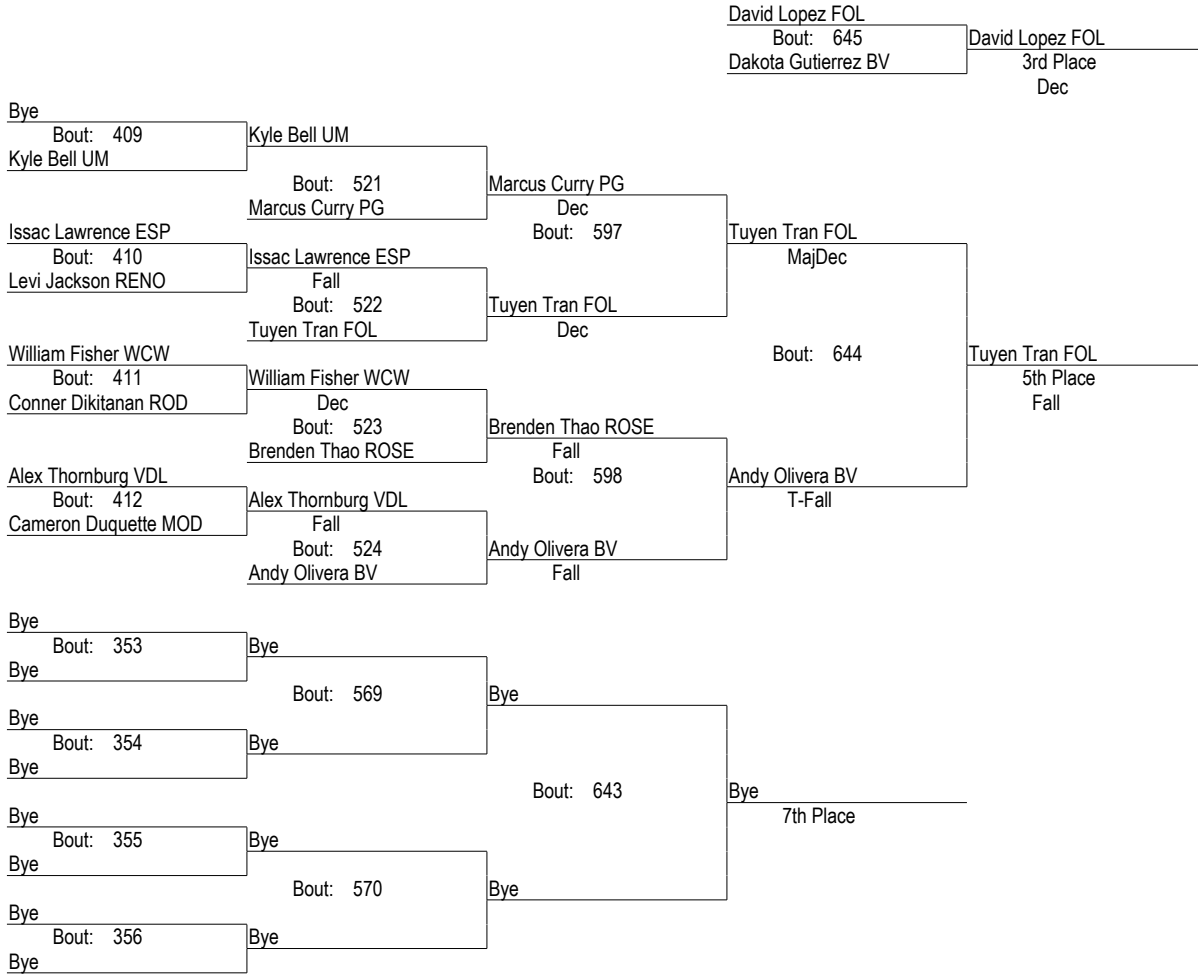 David Lopez FOL
Bout: 645
David Lopez FOL
Dakota Gutierrez BV
3rd Place
Dec
Bye
Bout: 409
Kyle Bell UM
Kyle Bell UM
Bout: 521
Marcus Curry PG
Marcus Curry PG
Dec
Issac Lawrence ESP
Bout: 597
Tuyen Tran FOL
Bout: 410
Issac Lawrence ESP
MajDec
Levi Jackson RENO
Fall
Bout: 522
Tuyen Tran FOL
Tuyen Tran FOL
Dec
William Fisher WCW
Bout: 644
Tuyen Tran FOL
Bout: 411
William Fisher WCW
5th Place
Conner Dikitanan ROD
Dec
Fall
Bout: 523
Brenden Thao ROSE
Brenden Thao ROSE
Fall
Alex Thornburg VDL
Bout: 598
Andy Olivera BV
Bout: 412
Alex Thornburg VDL
T-Fall
Cameron Duquette MOD
Fall
Bout: 524
Andy Olivera BV
Andy Olivera BV
Fall
Bye
Bout: 353
Bye
Bye
Bout: 569
Bye
Bye
Bout: 354
Bye
Bye
Bout: 643
Bye
Bye
7th Place
Bout: 355
Bye
Bye
Bout: 570
Bye
Bye
Bout: 356
Bye
Bye